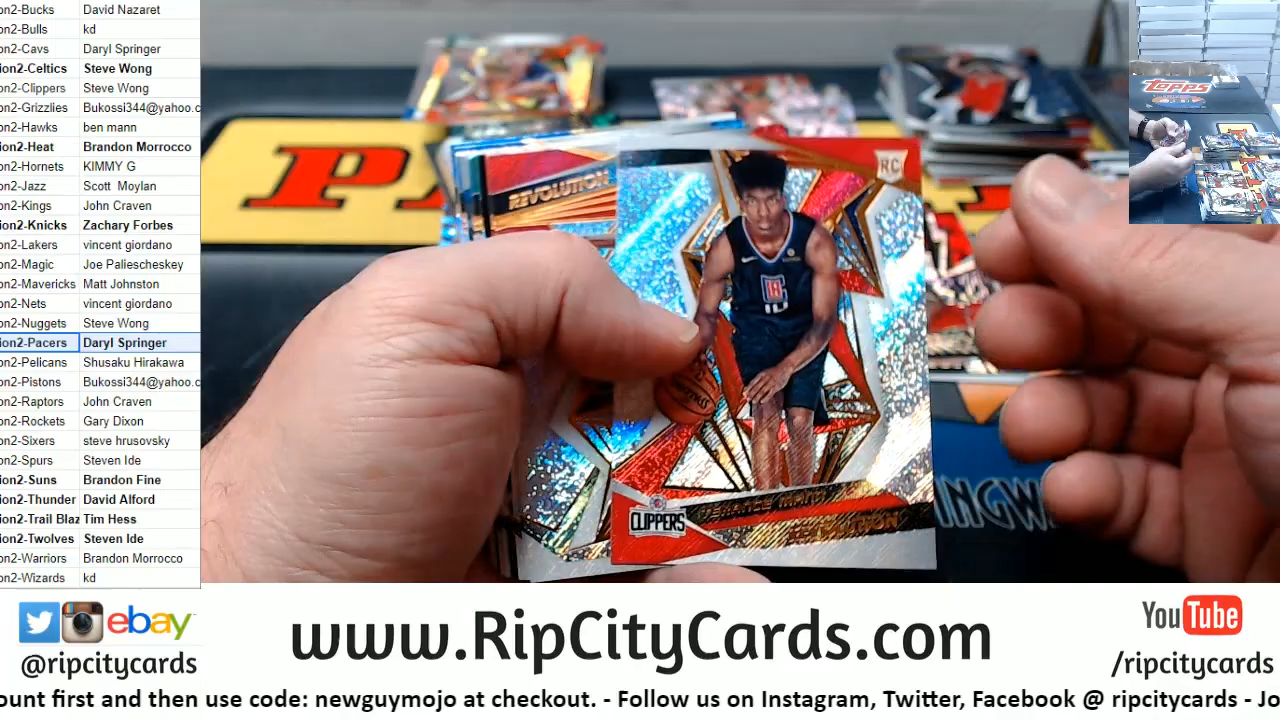 on2-Bucks David Nazaret
on2-Bulls kd
on2-Cavs Daryl Springer
ion2-Celtics Steve Wong
on2-Clippers Steve Wong
on2-Grizzlies Bukossi344@yahoo.c
on2-Hawks ben mann
ion2-Heat Brandon Morrocco
on2-Hornets KIMMY G
on2-Jazz Scott Moylan
on2-Kings John Craven
ion2-Knicks Zachary Forbes
on2-Lakers vincent giordano
on2-Magic Joe Paliescheskey
on2-Mavericks Matt Johnston
on2-Nets vincent giordano
on2-Nuggets Steve Wong
ion2-Pacers Daryl Springer
on2-Pelicans Shusaku Hirakawa
on2-Pistons Bukossi344@yahoo.c
on2-Raptors John Craven
on2-Rockets Gary Dixon
on2-Sixers steve hrusovsky
on2-Spurs Steven Ide
ion2-Suns Brandon Fine
ion2-Thunder David Alford
ion2-Trail Blaz Tim Hess
ion2-Twolves Steven Ide
on2-Warriors Brandon Morrocco
on2-Wizards kd
TOPPS
REVOLUTION
RC
CLIPPERS
TERANCE MANN
REVOLUTION
INGW
ebay
@ripcitycards
www.RipCityCards.com
YouTube
/ripcitycards
ount first and then use code: newguymojo at checkout. - Follow us on Instagram, Twitter, Facebook @ ripcitycards - Jo